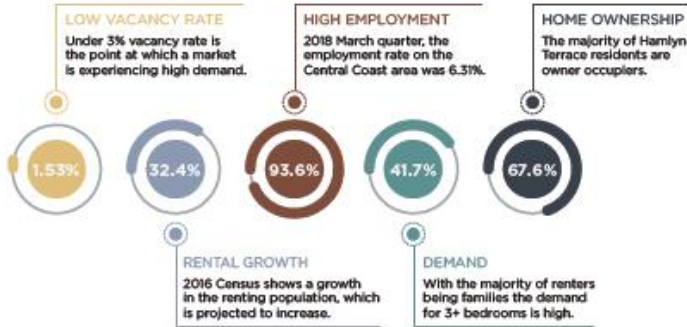 LOW VACANCY RATE
Under 3% vacancy rate is
the point at which a market
is experiencing high demand.
HIGH EMPLOYMENT
2018 March quarter, the
employment rate on the
Central Coast area was 6.31%.
HOME OWNERSHIP
The majority of Hamlyn
Terrace residents are
owner occupiers.
1.53%
32.4%
93.6%
41.7%
67.6%
RENTAL GROWTH
2016 Census shows a growth
in the renting population, which
is projected to increase.
DEMAND
With the majority of renters
being families the demand
for 3+ bedrooms is high.